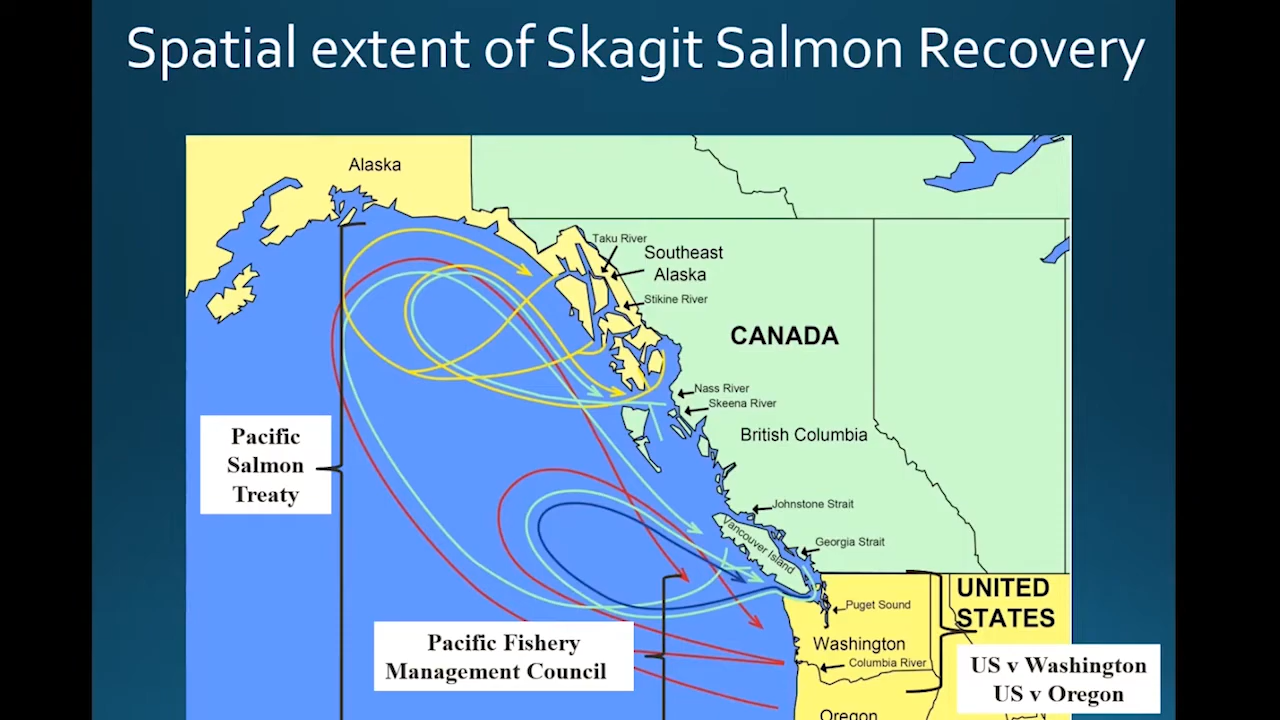 Spatial extent of Skagit Salmon Recovery
Alaska
Taku River
Southeast
Alaska
Stikine River
CANADA
Nass River
Skeena River
British Columbia
Pacific
Salmon
Treaty
Johnstone Strait
Vancouver Island
Georgia Strait
UNITED
STATES
Puget Sound
Washington
Columbia River
Pacific Fishery
Management Council
US v Washington
US v Oregon
Oregon